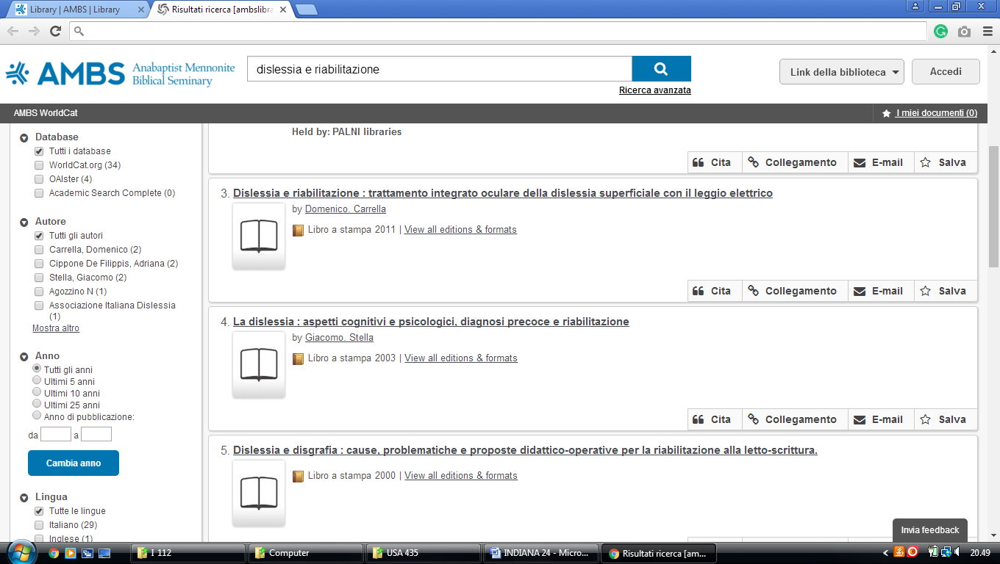 Library | AMBS | Library
Risultati ricerca [ambslibra
AMBS Anabaptist Mennonite
Biblical Seminary
dislessia e riabilitazione
Ricerca avanzata
Link della biblioteca
Accedi
AMBS WorldCat
I miei documenti (0)
Database
Tutti i database
WorldCat.org (34)
OAIster (4)
Academic Search Complete (0)
Autore
Tutti gli autori
Carrella, Domenico (2)
Cippone De Filippis, Adriana (2)
Stella, Giacomo (2)
Agozzino N (1)
Associazione Italiana Dislessia
(1)
Mostra altro
Anno
Tutti gli anni
Ultimi 5 anni
Ultimi 10 anni
Ultimi 25 anni
Anno di pubblicazione:
da a
Cambia anno
Lingua
Tutte le lingue
Italiano (29)
Inglese (1)
Held by: PALNI libraries
Cita Collegamento E-mail Salva
3. Dislessia e riabilitazione : trattamento integrato oculare della dislessia superficiale con il leggio elettrico
by Domenico. Carrella
Libro a stampa 2011 | View all editions & formats
Cita Collegamento E-mail Salva
4. La dislessia : aspetti cognitivi e psicologici, diagnosi precoce e riabilitazione
by Giacomo. Stella
Libro a stampa 2003 | View all editions & formats
Cita Collegamento E-mail Salva
5. Dislessia e disgrafia : cause, problematiche e proposte didattico-operative per la riabilitazione alla letto-scrittura.
Libro a stampa 2000 | View all editions & formats
Invia feedback
I 112
Computer
USA 435
INDIANA 24 - Micro...
Risultati ricerca [am...
20.49